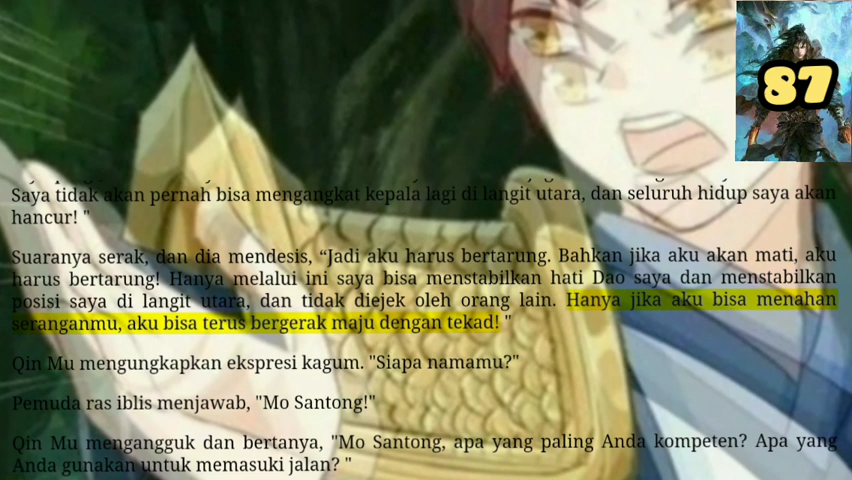 87
Saya tidak akan pernah bisa mengangkat kepala lagi di langit utara, dan seluruh hidup saya akan
hancur! "
Suaranya serak, dan dia mendesis, “Jadi aku harus bertarung. Bahkan jika aku akan mati, aku
harus bertarung! Hanya melalui ini saya bisa menstabilkan hati Dao saya dan menstabilkan
posisi saya di langit utara, dan tidak diejek oleh orang lain. Hanya jika aku bisa menahan
seranganmu, aku bisa terus bergerak maju dengan tekad! "
Qin Mu mengungkapkan ekspresi kagum. "Siapa namamu?"
Pemuda ras iblis menjawab, "Mo Santong!"
Qin Mu mengangguk dan bertanya, "Mo Santong, apa yang paling Anda kompeten? Apa yang
Anda gunakan untuk memasuki jalan? "